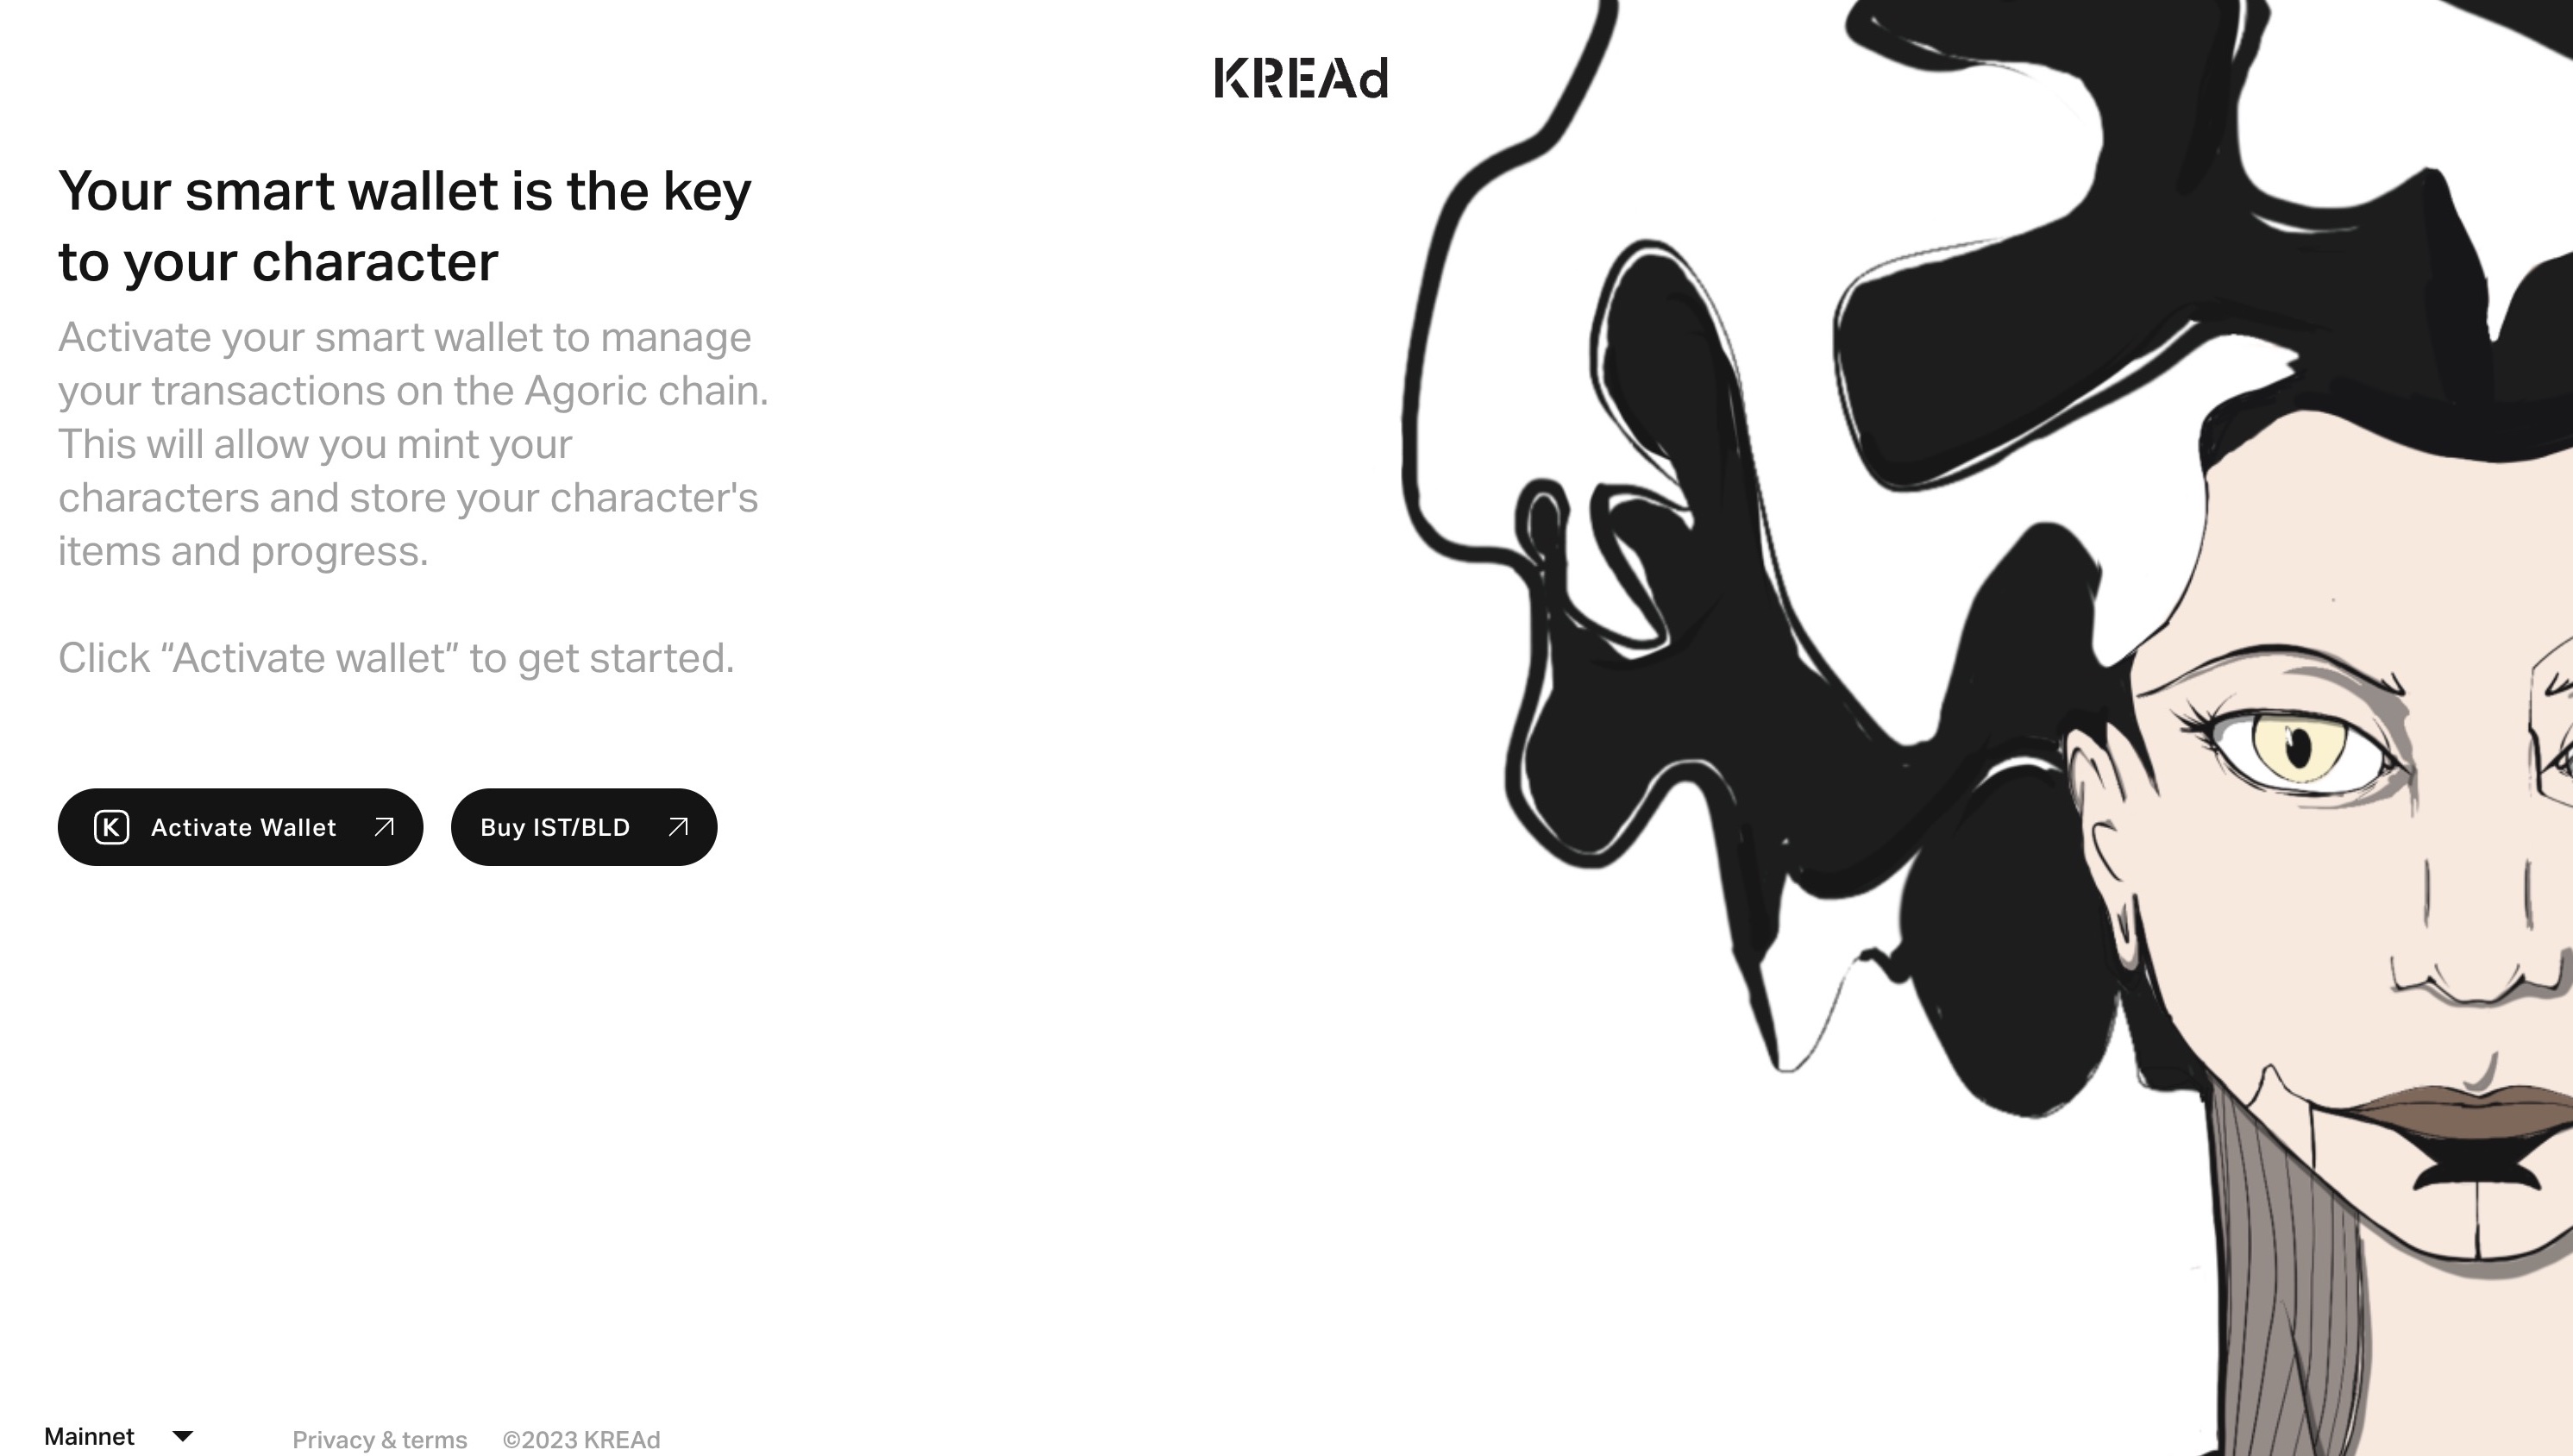 KREAd
Your smart wallet is the key
to your character
Activate your smart wallet to manage
your transactions on the Agoric chain.
This will allow you mint your
characters and store your character's
items and progress.
Click “Activate wallet” to get started.
K Activate Wallet
Buy IST/BLD
Mainnet
Privacy & terms
©2023 KREAd